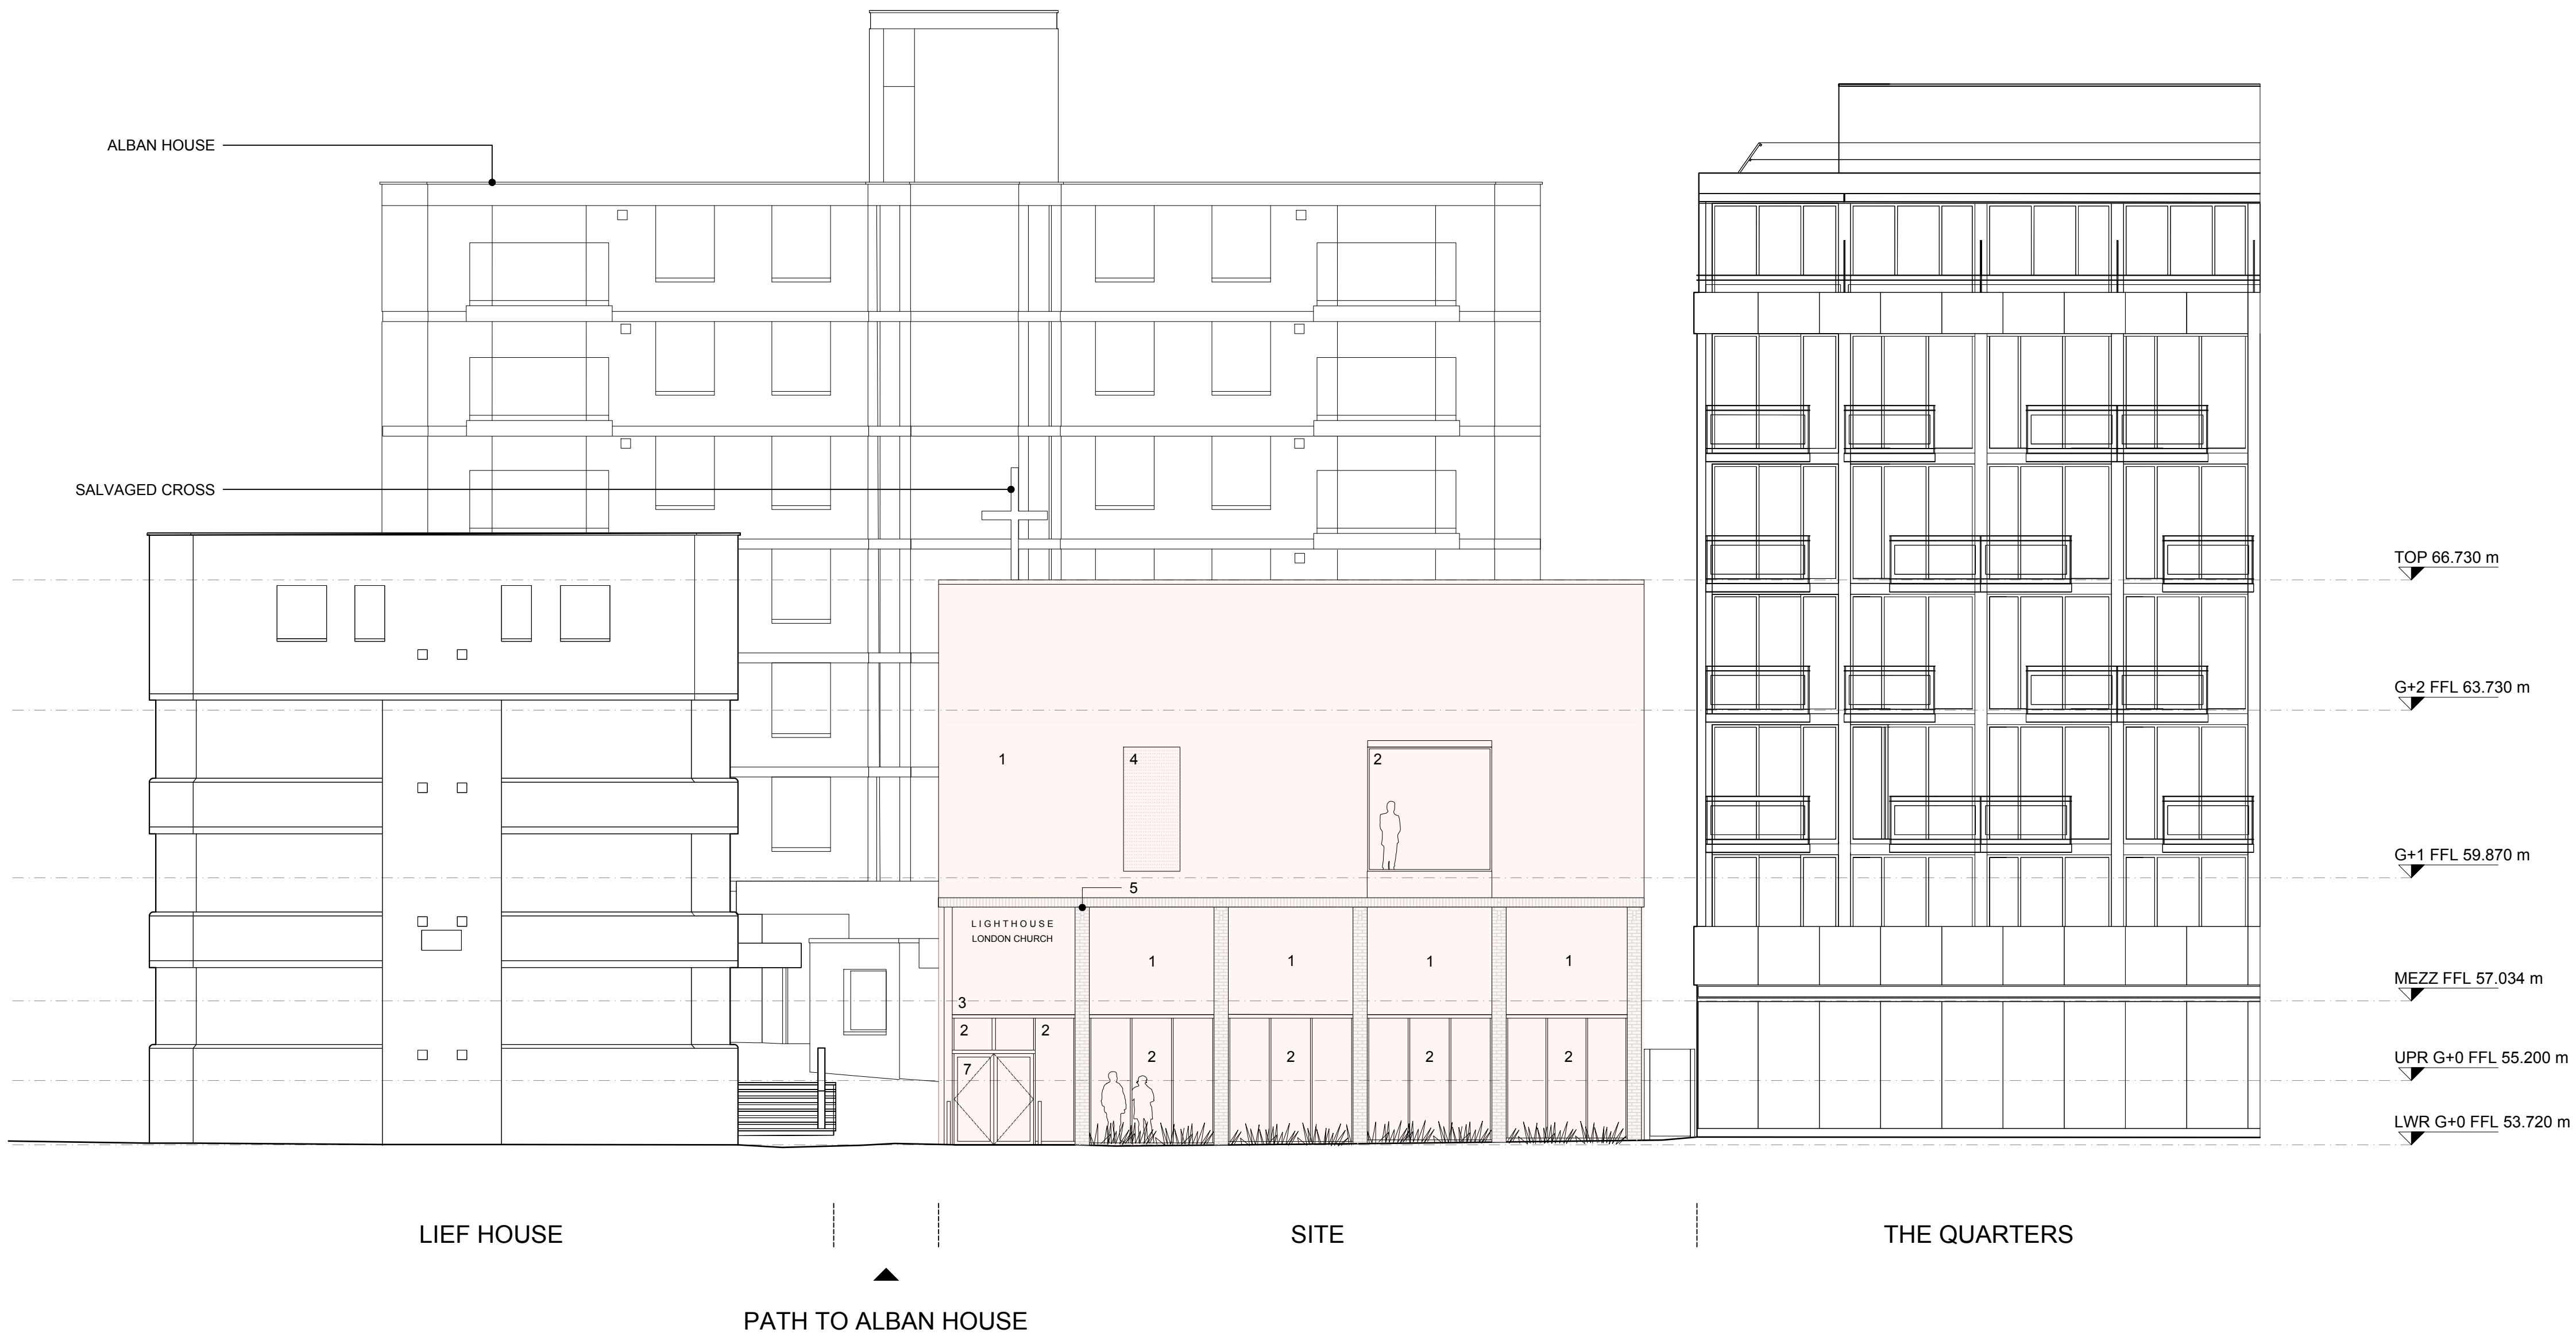 ALBAN HOUSE
SALVAGED CROSS
TOP 66.730 m
G+2 FFL 63.730 m
1
4
2
G+1 FFL 59.870 m
5
LIGHTHOUSE
LONDON CHURCH
1
1
1
1
MEZZ FFL 57.034 m
3
2
2
2
2
2
2
7
UPR G+0 FFL 55.200 m
LWR G+0 FFL 53.720 m
LIEF HOUSE
SITE
THE QUARTERS
PATH TO ALBAN HOUSE